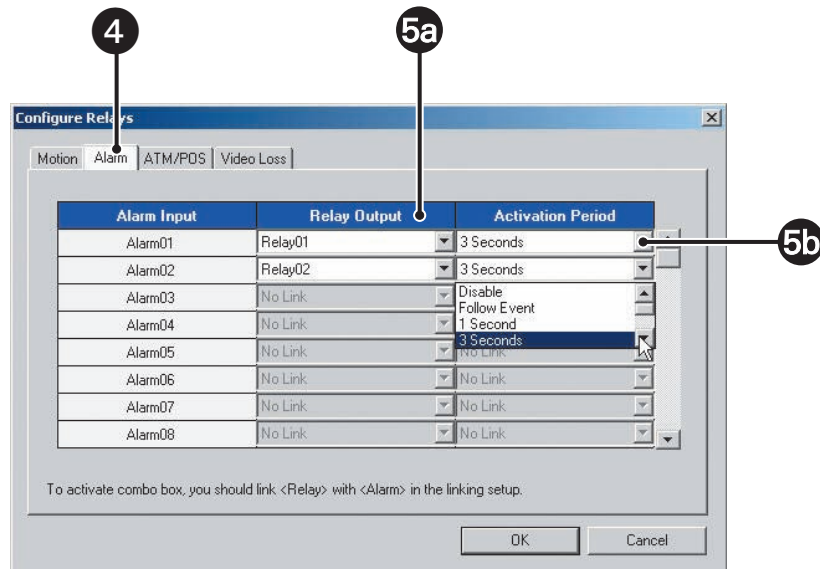 4 5a
Configure Relays
Motion Alarm ATM/POS Video Loss
Alarm Input Relay Output Activation Period
Alarm01 Relay01 3 Seconds
5b
Alarm02 Relay02 3 Seconds
Alarm03 No Link Disable
Follow Event
Alarm04 No Link 1 Second
3 Seconds
Alarm05 No Link No Link
Alarm06 No Link No Link
Alarm07 No Link No Link
Alarm08 No Link No Link
To activate combo box, you should link <Relay> with <Alarm> in the linking setup.
OK Cancel